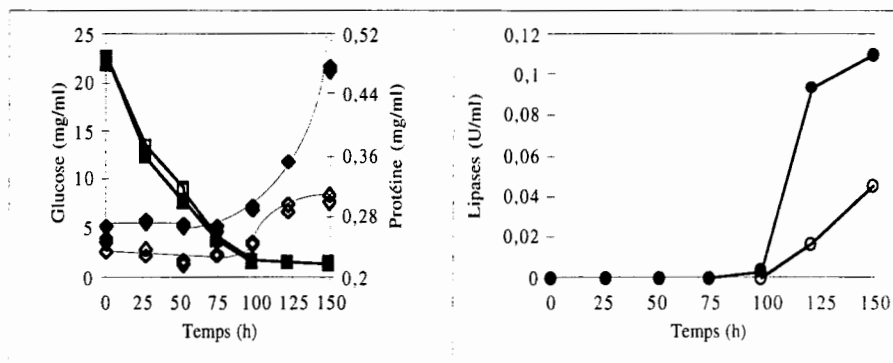 25
20
15
10
5
0
Glucose (mg/ml)
0,52
0,44
0,36
0,28
0,2
Protéine (mg/ml)
0 25 50 75 100 125 150
Temps (h)
0,12
0,1
0,08
0,06
0,04
0,02
0
Lipases (U/ml)
0 25 50 75 100 125 150
Temps (h)